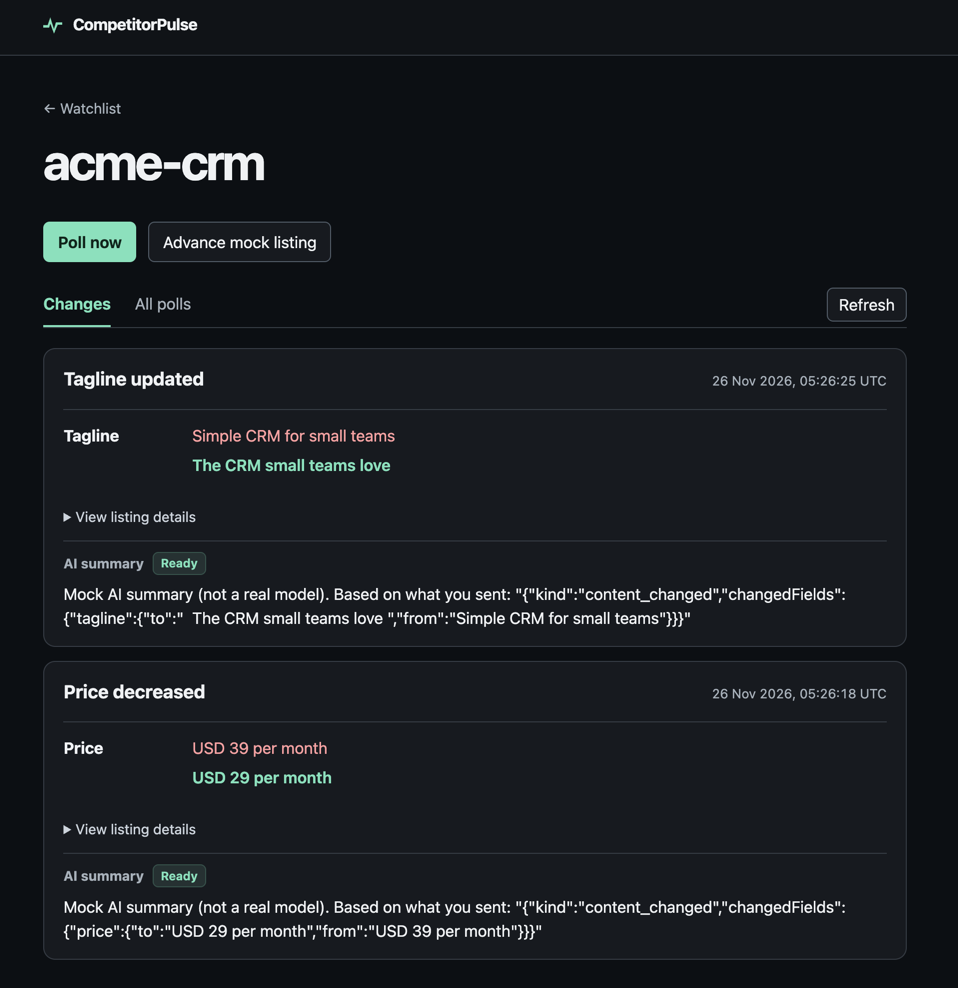 CompetitorPulse
← Watchlist
acme-crm
Poll now
Advance mock listing
Changes
All polls
Refresh
Tagline updated
26 Nov 2026, 05:26:25 UTC
Tagline
Simple CRM for small teams
The CRM small teams love
▶ View listing details
AI summary
Ready
Mock AI summary (not a real model). Based on what you sent: "{"kind":"content_changed","changedFields":
{"tagline":{"to":"  The CRM small teams love ","from":"Simple CRM for small teams"}}}"
Price decreased
26 Nov 2026, 05:26:18 UTC
Price
USD 39 per month
USD 29 per month
▶ View listing details
AI summary
Ready
Mock AI summary (not a real model). Based on what you sent: "{"kind":"content_changed","changedFields":
{"price":{"to":"USD 29 per month","from":"USD 39 per month"}}}"